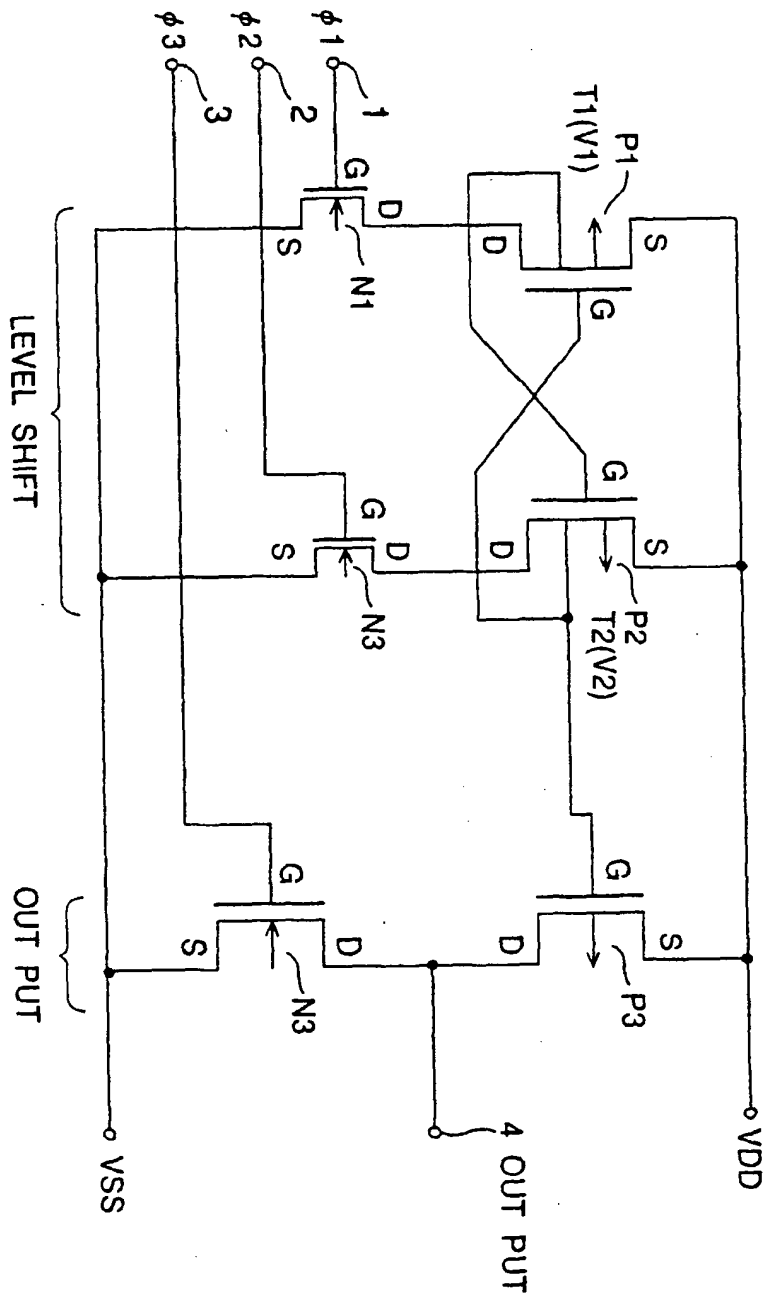 VDD
S
P1
T1(V1)
G
D
S
P2
T2(V2)
G
D
S
P3
G
D
4 OUT PUT
φ1
1
G
D
N1
S
φ2
2
G
D
N3
S
φ3
3
G
D
N3
S
VSS
LEVEL SHIFT
OUT PUT